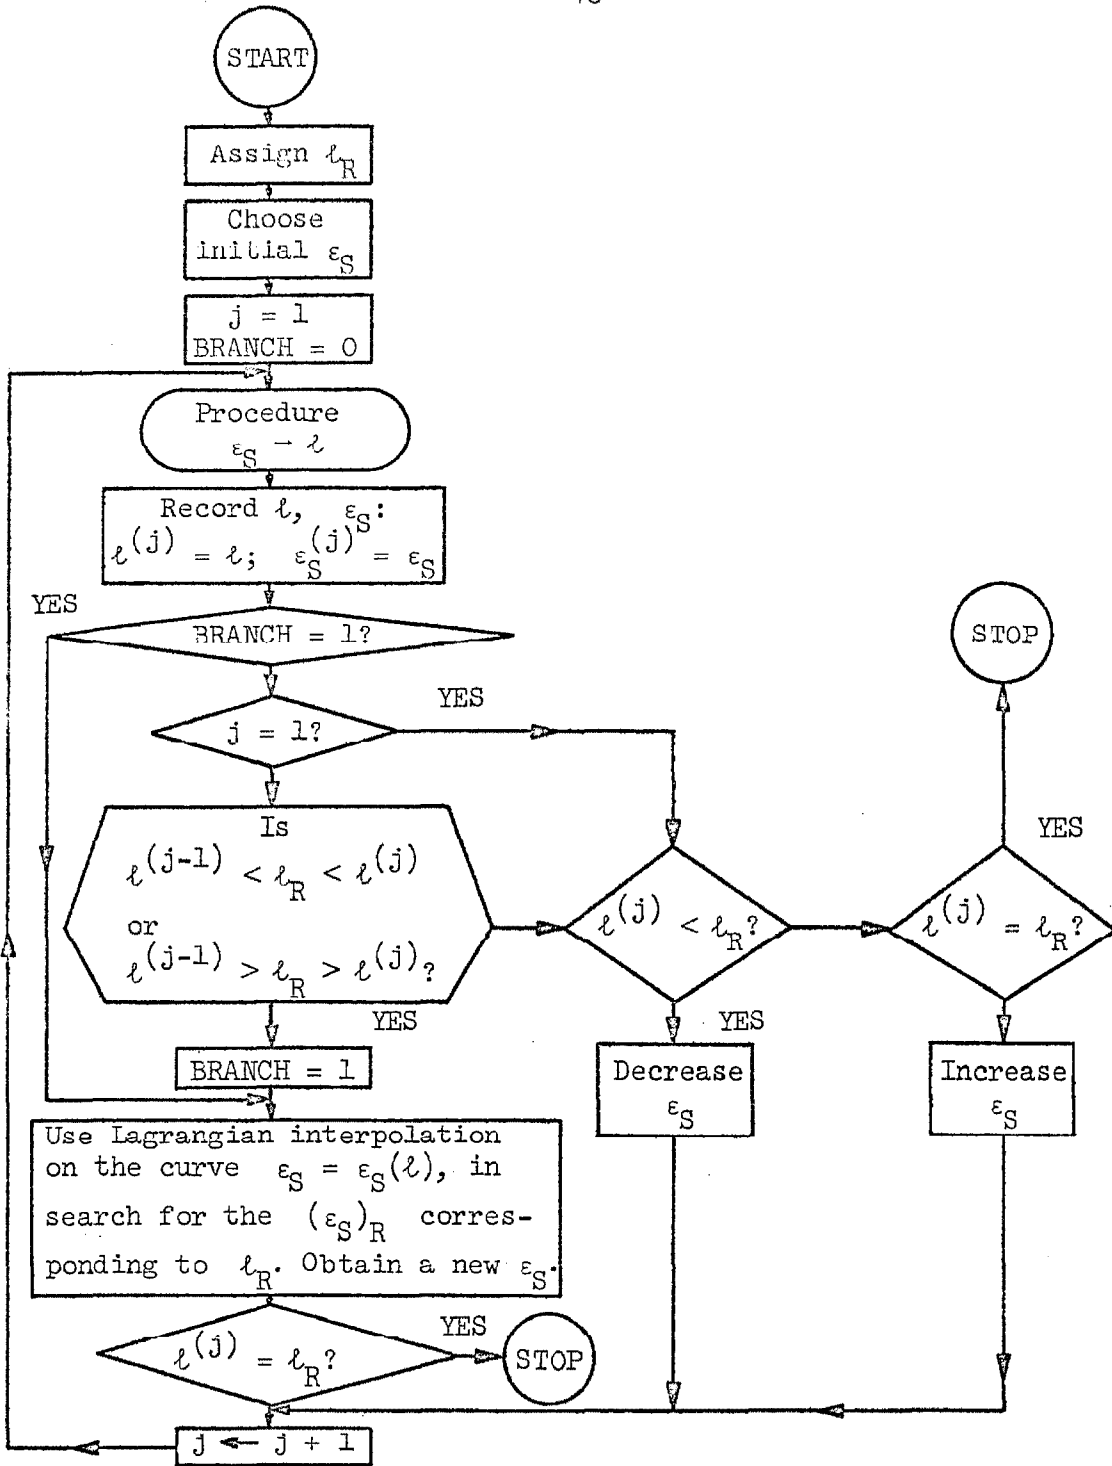 START
Assign ℓ_R
Choose
initial ε_S
j = 1
BRANCH = 0
Procedure
ε_S → ℓ
Record ℓ, ε_S:
ℓ^(j) = ℓ; ε_S^(j) = ε_S
YES
BRANCH = 1?
j = 1?
YES
Is
ℓ^(j-1) < ℓ_R < ℓ^(j)
or
ℓ^(j-1) > ℓ_R > ℓ^(j)?
YES
BRANCH = 1
Use Lagrangian interpolation
on the curve ε_S = ε_S(ℓ), in
search for the (ε_S)_R corres-
ponding to ℓ_R. Obtain a new ε_S.
ℓ^(j) = ℓ_R?
YES
STOP
j ← j + 1
ℓ^(j) < ℓ_R?
YES
Decrease
ε_S
STOP
YES
ℓ^(j) = ℓ_R?
Increase
ε_S